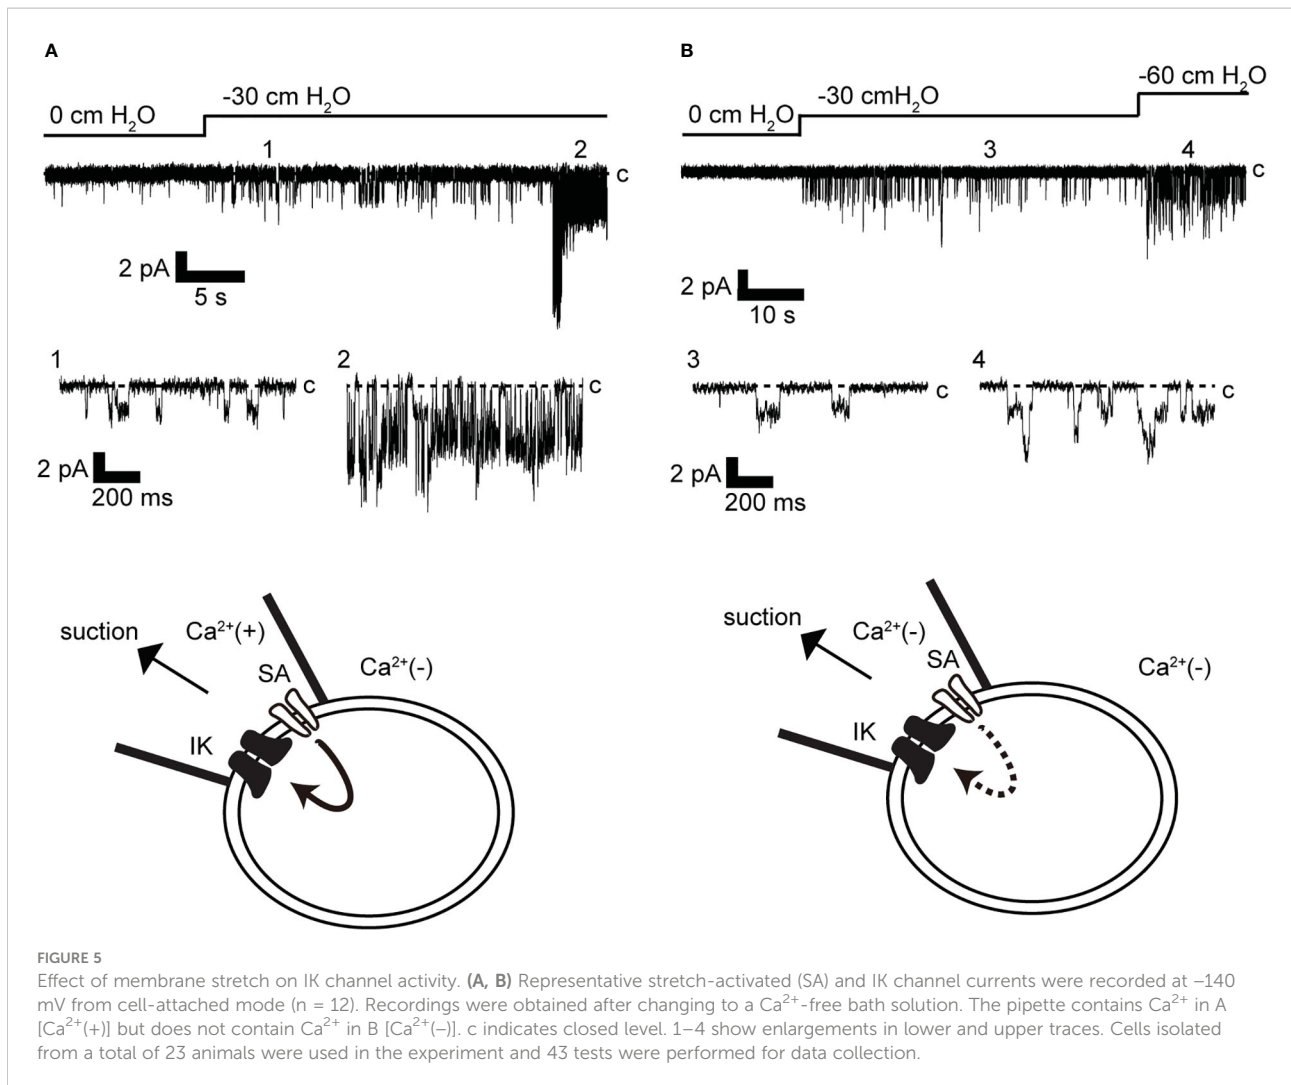 A
0 cm H₂O
-30 cm H₂O
1
2
c
2 pA
5 s
1
c
2 pA
200 ms
2
c
suction
Ca²⁺(+)
SA
Ca²⁺(-)
IK
B
0 cm H₂O
-30 cmH₂O
-60 cm H₂O
3
4
c
2 pA
10 s
3
c
2 pA
200 ms
4
c
suction
Ca²⁺(-)
SA
Ca²⁺(-)
IK
FIGURE 5
Effect of membrane stretch on IK channel activity. (A, B) Representative stretch-activated (SA) and IK channel currents were recorded at –140
mV from cell-attached mode (n = 12). Recordings were obtained after changing to a Ca²⁺-free bath solution. The pipette contains Ca²⁺ in A
[Ca²⁺(+)] but does not contain Ca²⁺ in B [Ca²⁺(–)]. c indicates closed level. 1–4 show enlargements in lower and upper traces. Cells isolated
from a total of 23 animals were used in the experiment and 43 tests were performed for data collection.